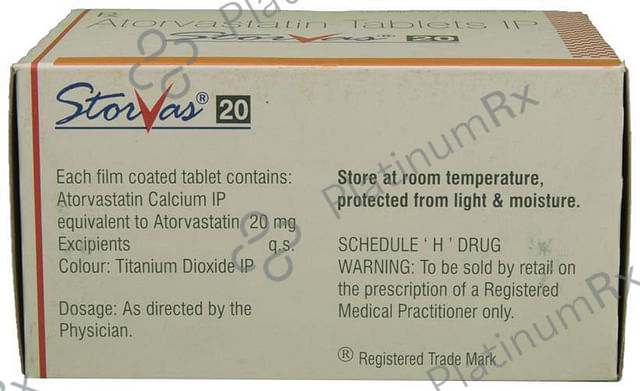 Rx
Atorvastatin Tablets IP
StorVas® 20
StorVas® 20
Each film coated tablet contains:
Atorvastatin Calcium IP
equivalent to Atorvastatin 20 mg
Excipients q.s.
Colour: Titanium Dioxide IP
Dosage: As directed by the
Physician.
Store at room temperature,
protected from light & moisture.
SCHEDULE ‘ H ’ DRUG
WARNING: To be sold by retail on
the prescription of a Registered
Medical Practitioner only.
® Registered Trade Mark
PlatinumRx
PlatinumRx
PlatinumRx